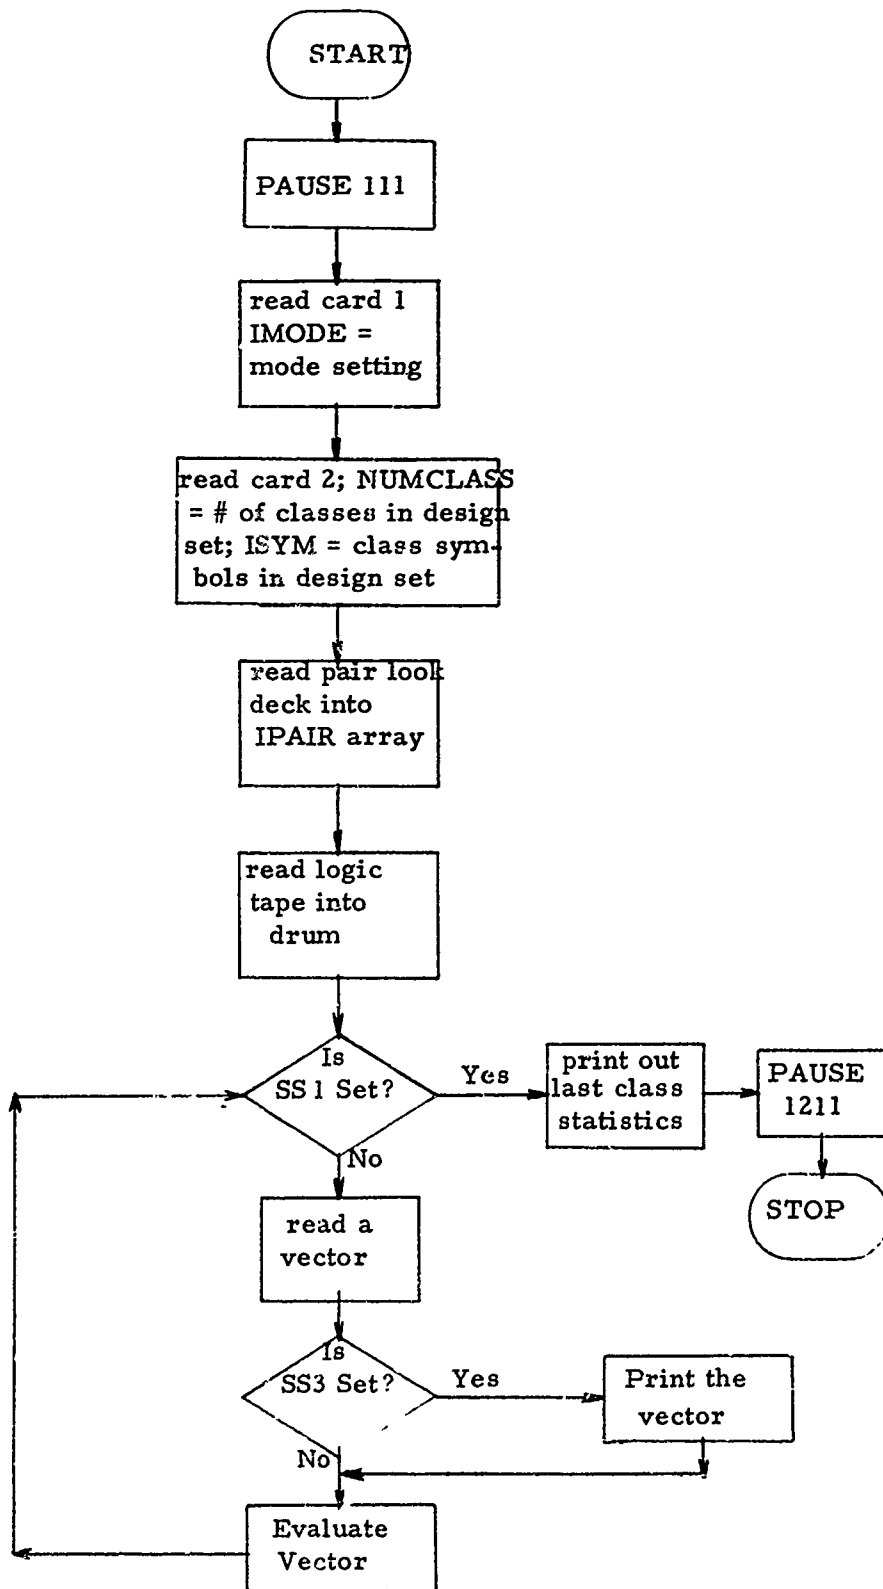 START
PAUSE 111
read card 1
IMODE =
mode setting
read card 2; NUMCLASS
= # of classes in design
set; ISYM = class sym-
bols in design set
read pair look
deck into
IPAIR array
read logic
tape into
drum
Is
SS1 Set?
Yes
print out
last class
statistics
PAUSE
1211
STOP
No
read a
vector
Is
SS3 Set?
Yes
Print the
vector
No
Evaluate
Vector